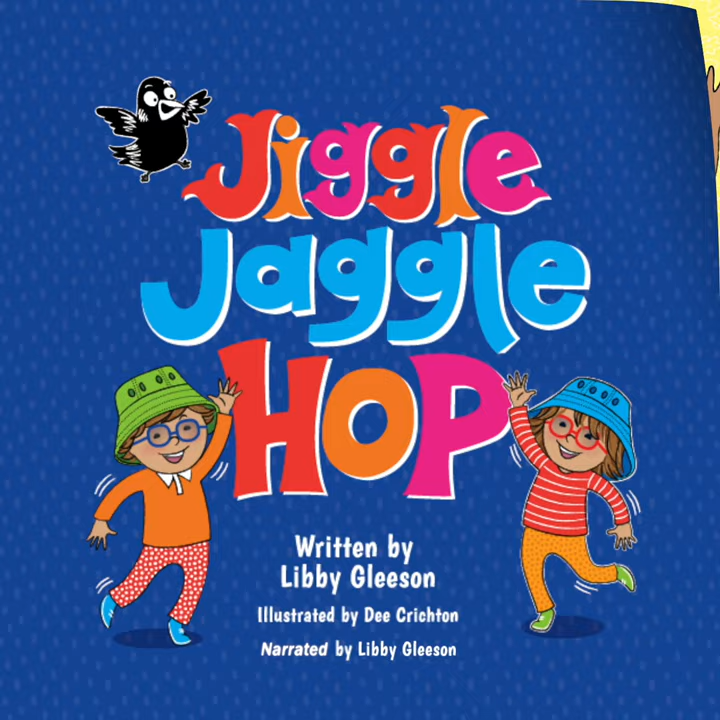 Jiggle
Jaggle
HOP
Written by
Libby Gleeson
Illustrated by Dee Crichton
Narrated by Libby Gleeson